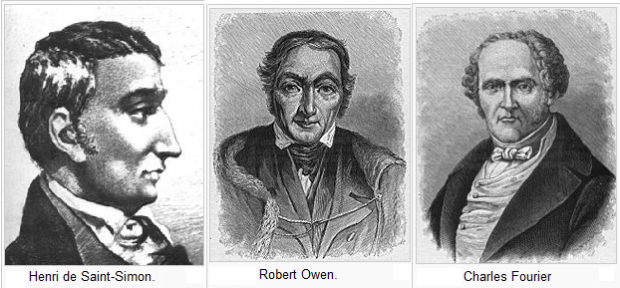 Henri de Saint-Simon.
Robert Owen.
Charles Fourier